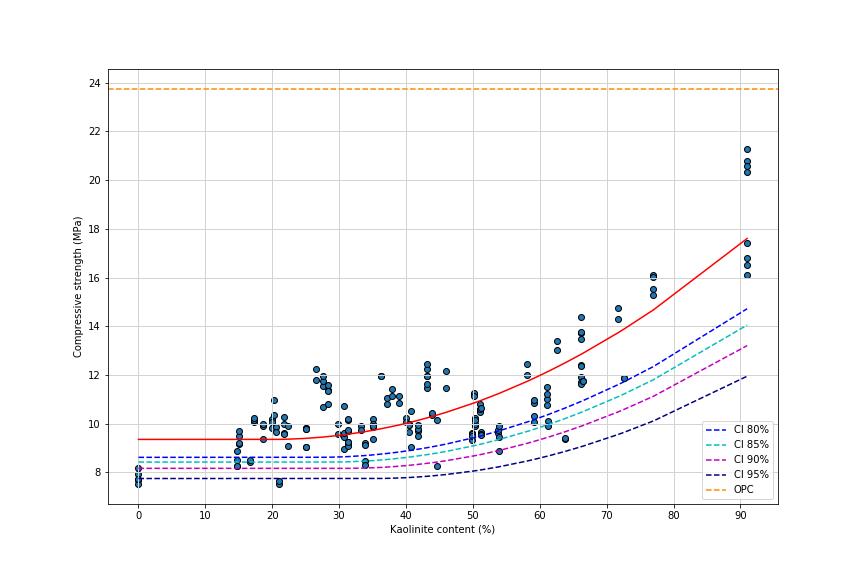 24
22
20
18
16
14
12
10
8
Compressive strength (MPa)
0 10 20 30 40 50 60 70 80 90
Kaolinite content (%)
CI 80%
CI 85%
CI 90%
CI 95%
OPC